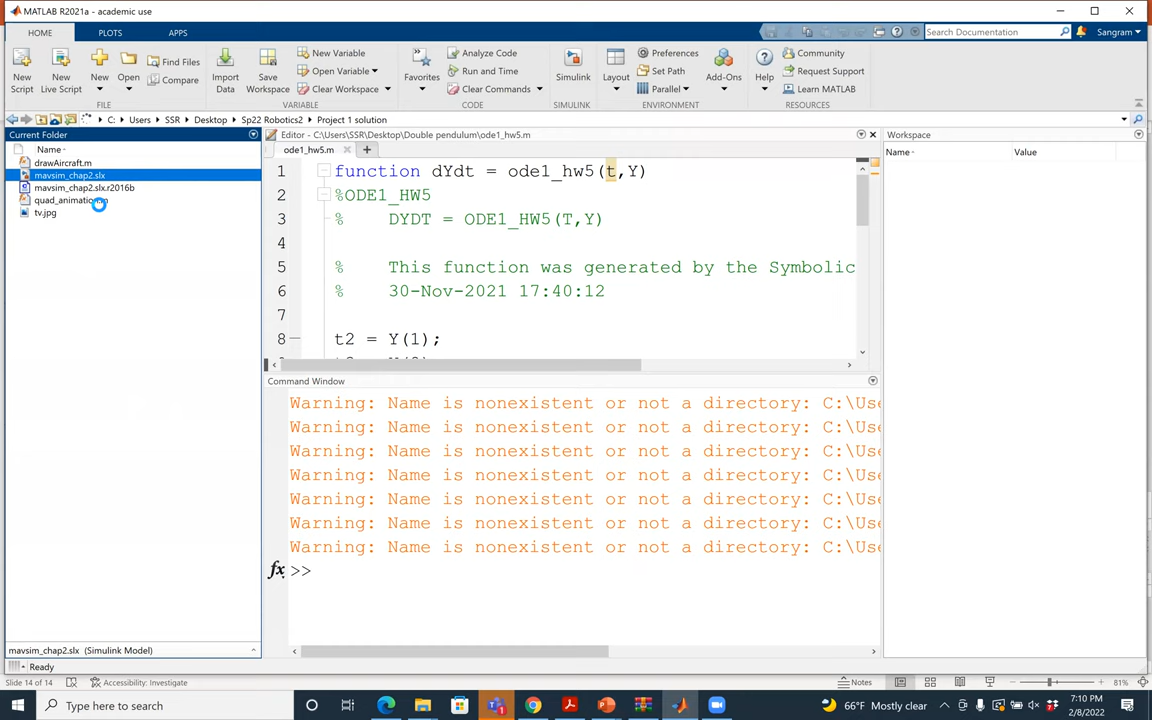 MATLAB R2021a - academic use
HOME PLOTS APPS
Search Documentation
Sangram
New Script
New Live Script
New
Open
Find Files
Compare
Import Data
Save Workspace
New Variable
Open Variable
Clear Workspace
Favorites
Analyze Code
Run and Time
Clear Commands
Simulink
Layout
Preferences
Set Path
Parallel
Add-Ons
Help
Community
Request Support
Learn MATLAB
FILE VARIABLE CODE SIMULINK ENVIRONMENT RESOURCES
C: Users SSR Desktop Sp22 Robotics2 Project 1 solution
Current Folder
Name
drawAircraft.m
mavsim_chap2.slx
mavsim_chap2.slx.r2016b
tv.jpg
mavsim_chap2.slx (Simulink Model)
Editor - C:\Users\SSR\Desktop\Double pendulum\ode1_hw5.m
ode1_hw5.m
1 function dYdt = ode1_hw5(t,Y)
2 %ODE1_HW5
3 % DYDT = ODE1_HW5(T,Y)
4
5 % This function was generated by the Symbolic
6 % 30-Nov-2021 17:40:12
7
8 t2 = Y(1);
Command Window
Warning: Name is nonexistent or not a directory: C:\Use
Warning: Name is nonexistent or not a directory: C:\Use
Warning: Name is nonexistent or not a directory: C:\Use
Warning: Name is nonexistent or not a directory: C:\Use
Warning: Name is nonexistent or not a directory: C:\Use
Warning: Name is nonexistent or not a directory: C:\Use
Warning: Name is nonexistent or not a directory: C:\Use
fx >>
Workspace
Name Value
Ready
Slide 14 of 14
Accessibility: Investigate
Notes
81%
Type here to search
66°F Mostly clear
7:10 PM
2/8/2022